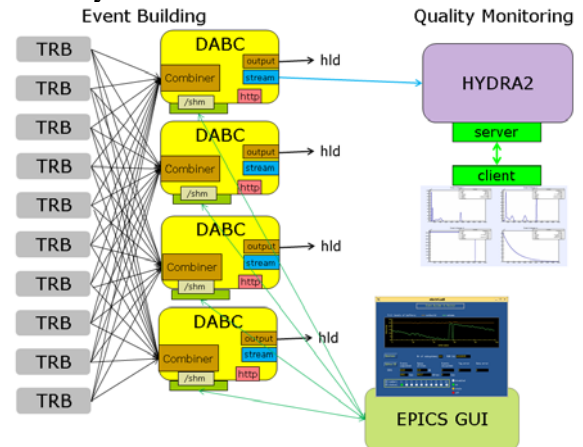 Event Building
Quality Monitoring
TRB
TRB
TRB
TRB
TRB
TRB
TRB
TRB
TRB
TRB
DABC
output
hld
Combiner
stream
/shm
http
DABC
output
hld
Combiner
stream
/shm
http
DABC
output
hld
Combiner
stream
/shm
http
DABC
output
hld
Combiner
stream
/shm
http
HYDRA2
server
client
EPICS GUI